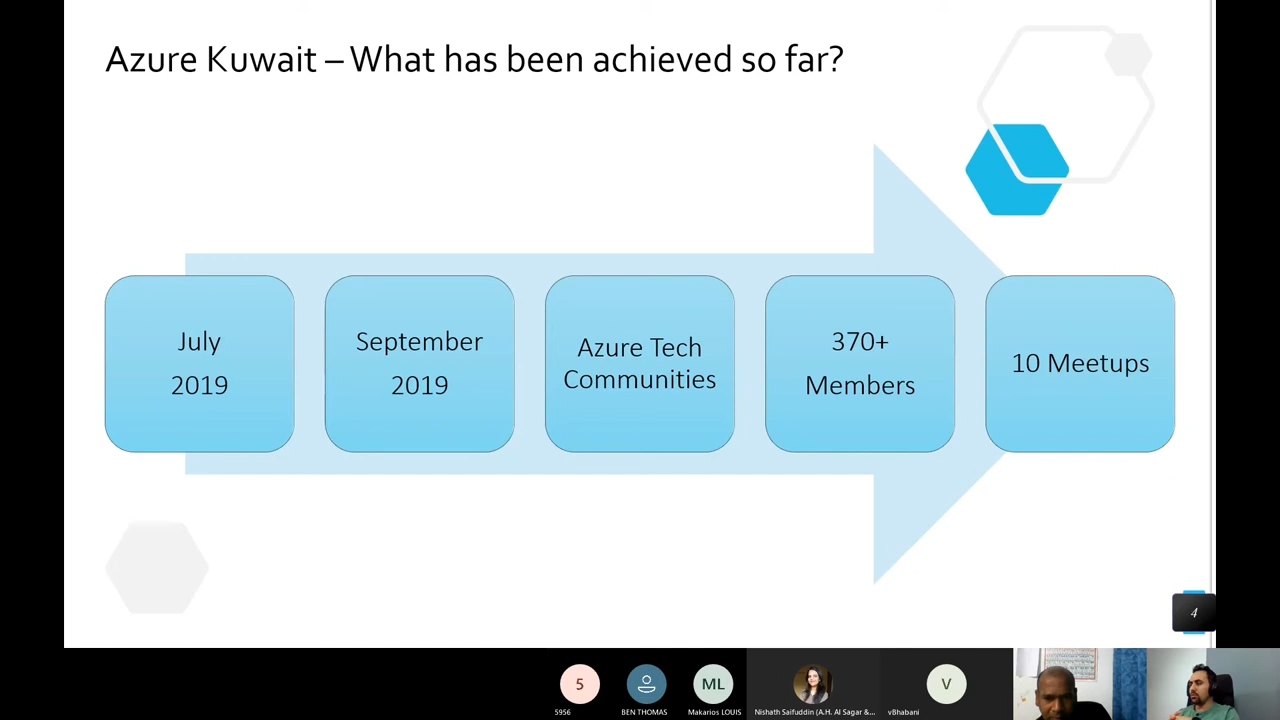 Azure Kuwait – What has been achieved so far?
July
2019
September
2019
Azure Tech
Communities
370+
Members
10 Meetups
4
5
ML
V
5956
BEN THOMAS
Makarios LOUIS
Nishath Saifuddin (A.H. Al Sagar &...
vBhabani